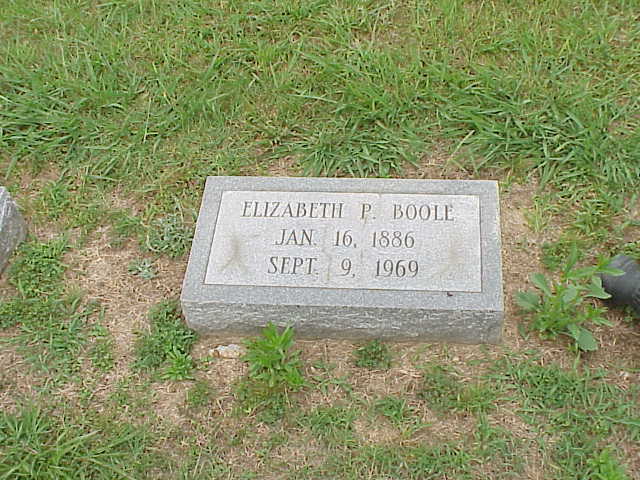 ELIZABETH P. BOOLE
JAN. 16, 1886
SEPT. 9, 1969